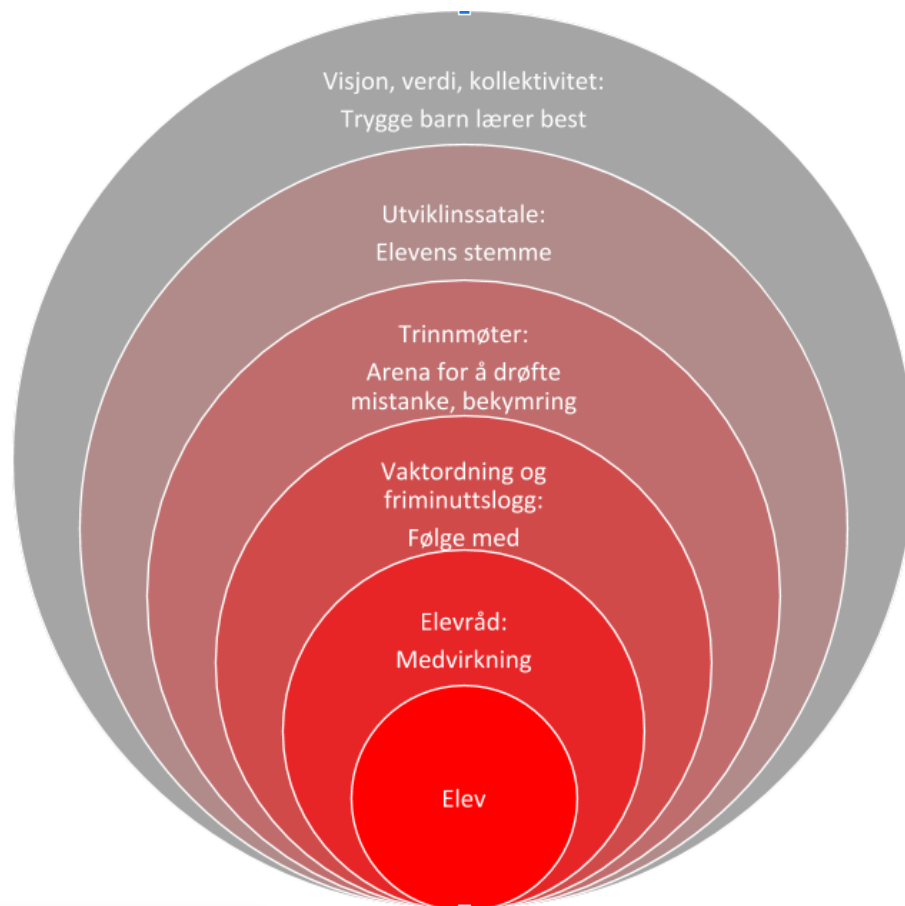 Visjon, verdi, kollektivitet:
Trygge barn lærer best
Utviklinssatale:
Elevens stemme
Trinnmøter:
Arena for å drøfte
mistanke, bekymring
Vaktordning og
friminuttslogg:
Følge med
Elevråd:
Medvirkning
Elev